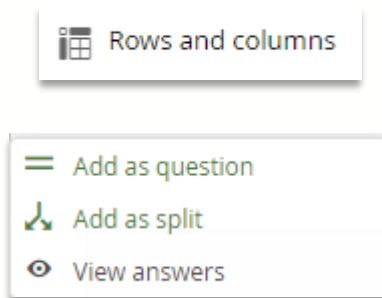 Rows and columns
Add as question
Add as split
View answers